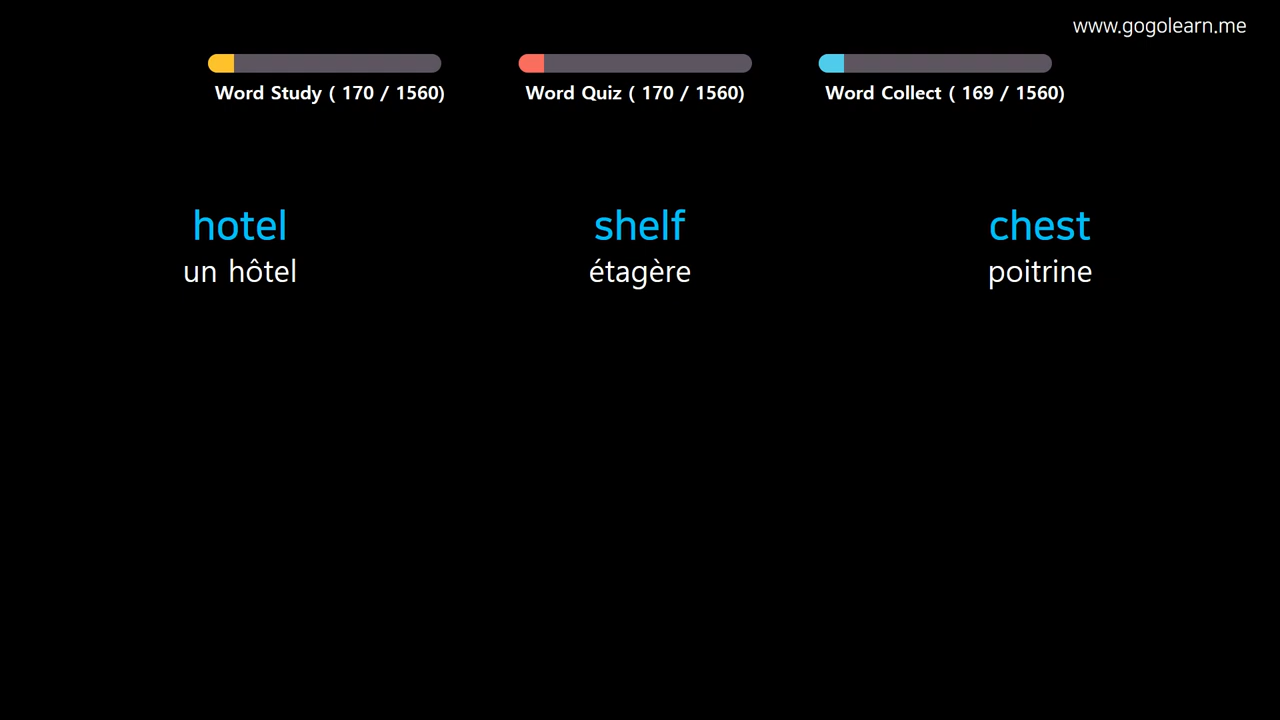 www.gogolearn.me
Word Study ( 170 / 1560)
Word Quiz ( 170 / 1560)
Word Collect ( 169 / 1560)
hotel
un hôtel
shelf
étagère
chest
poitrine